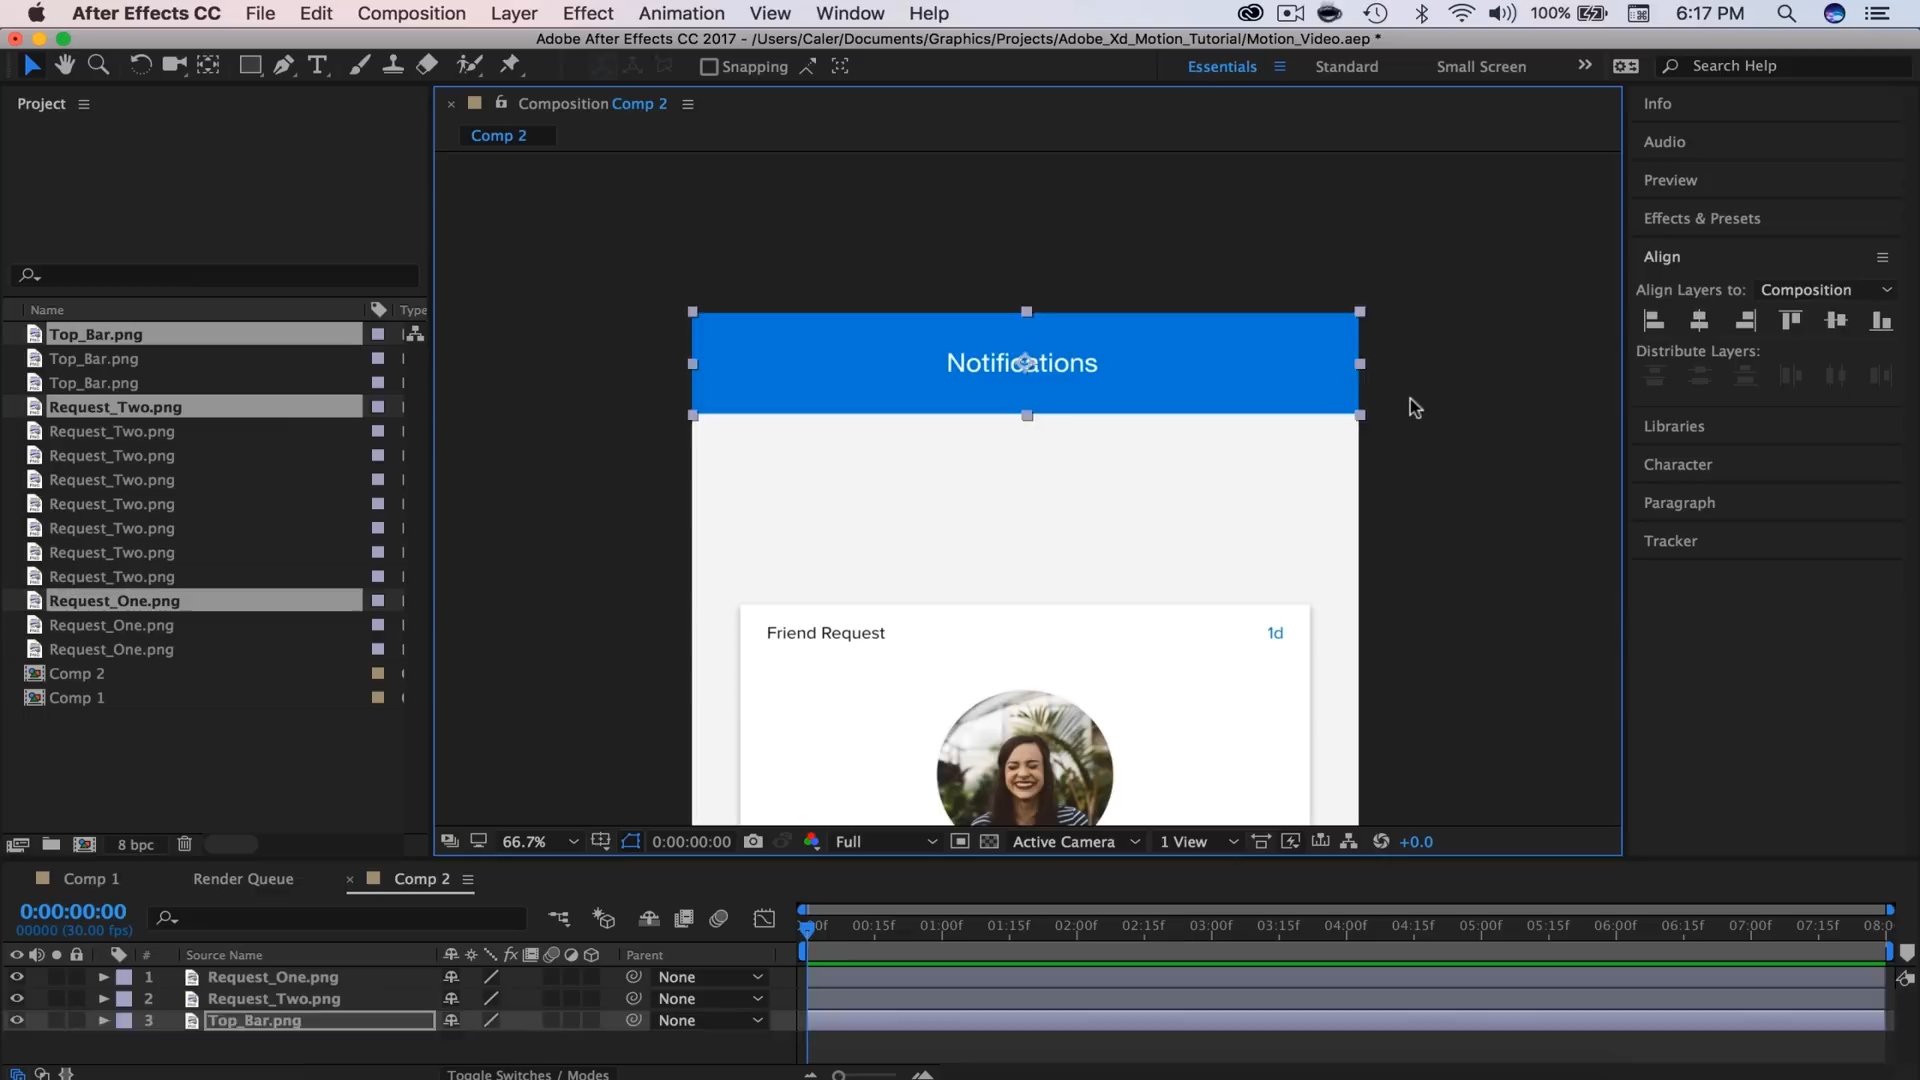 After Effects CC File Edit Composition Layer Effect Animation View Window Help 100% 6:17 PM
Adobe After Effects CC 2017 - /Users/Caler/Documents/Graphics/Projects/Adobe_Xd_Motion_Tutorial/Motion_Video.aep *
Snapping Essentials Standard Small Screen Search Help
Project
Composition Comp 2
Comp 2
Name Type
Top_Bar.png
Top_Bar.png
Top_Bar.png
Request_Two.png
Request_Two.png
Request_Two.png
Request_Two.png
Request_Two.png
Request_Two.png
Request_Two.png
Request_Two.png
Request_One.png
Request_One.png
Request_One.png
Comp 2
Comp 1
8 bpc
Notifications
Friend Request 1d
66.7% 0:00:00:00 Full Active Camera 1 View +0.0
Info
Audio
Preview
Effects & Presets
Align
Align Layers to: Composition
Distribute Layers:
Libraries
Character
Paragraph
Tracker
Comp 1 Render Queue Comp 2
0:00:00:00
00000 (30.00 fps)
00:15f 01:00f 01:15f 02:00f 02:15f 03:00f 03:15f 04:00f 04:15f 05:00f 05:15f 06:00f 06:15f 07:00f 07:15f
# Source Name fx Parent
1 Request_One.png None
2 Request_Two.png None
3 Top_Bar.png None
Toggle Switches / Modes